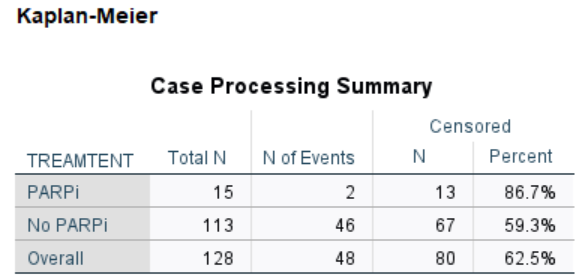 Kaplan-Meier
Case Processing Summary
Censored
TREAMTENT Total N N of Events N Percent
PARPi 15 2 13 86.7%
No PARPi 113 46 67 59.3%
Overall 128 48 80 62.5%